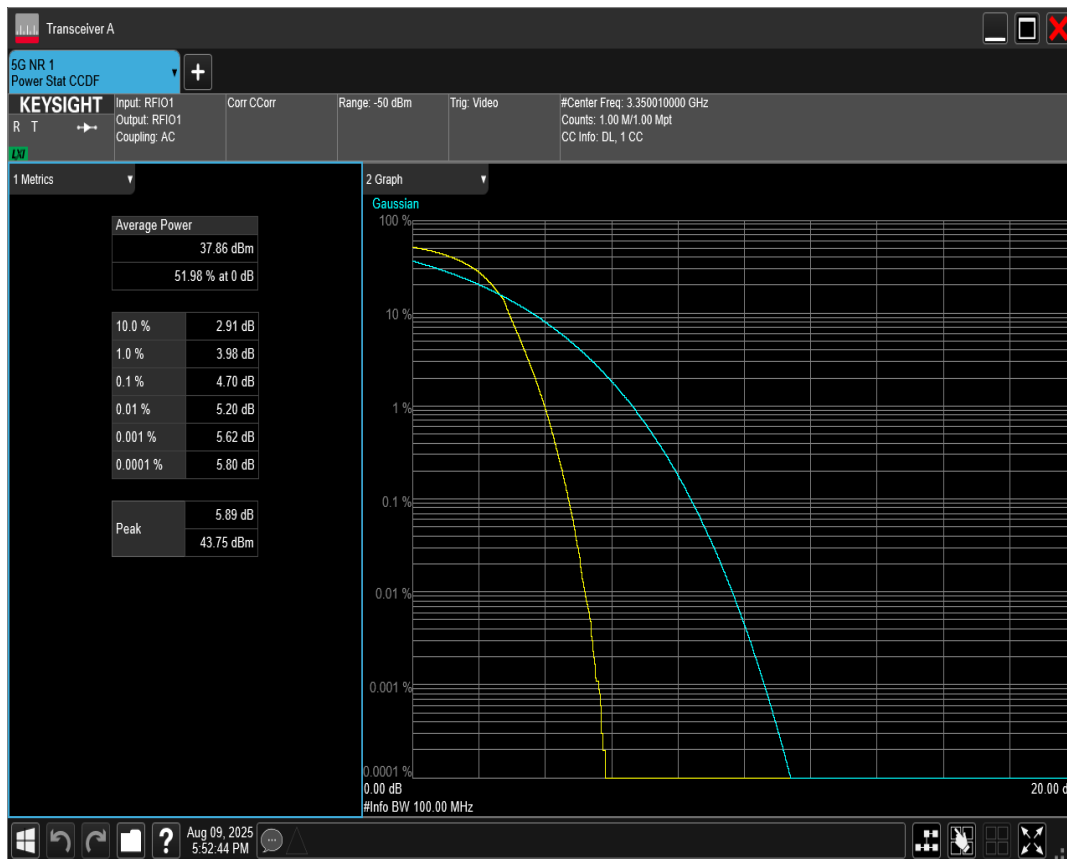 Transceiver A
5G NR 1
Power Stat CCDF
+
KEYSIGHT
R T
LXI
Input: RFIO1
Output: RFIO1
Coupling: AC
Corr CCorr
Range: -50 dBm
Trig: Video
#Center Freq: 3.350010000 GHz
Counts: 1.00 M/1.00 Mpt
CC Info: DL, 1 CC
1 Metrics
Average Power
37.86 dBm
51.98 % at 0 dB
10.0 % 2.91 dB
1.0 % 3.98 dB
0.1 % 4.70 dB
0.01 % 5.20 dB
0.001 % 5.62 dB
0.0001 % 5.80 dB
Peak
5.89 dB
43.75 dBm
2 Graph
Gaussian
100 %
10 %
1 %
0.1 %
0.01 %
0.001 %
0.0001 %
0.00 dB
20.00 d
#Info BW 100.00 MHz
?
Aug 09, 2025
5:52:44 PM